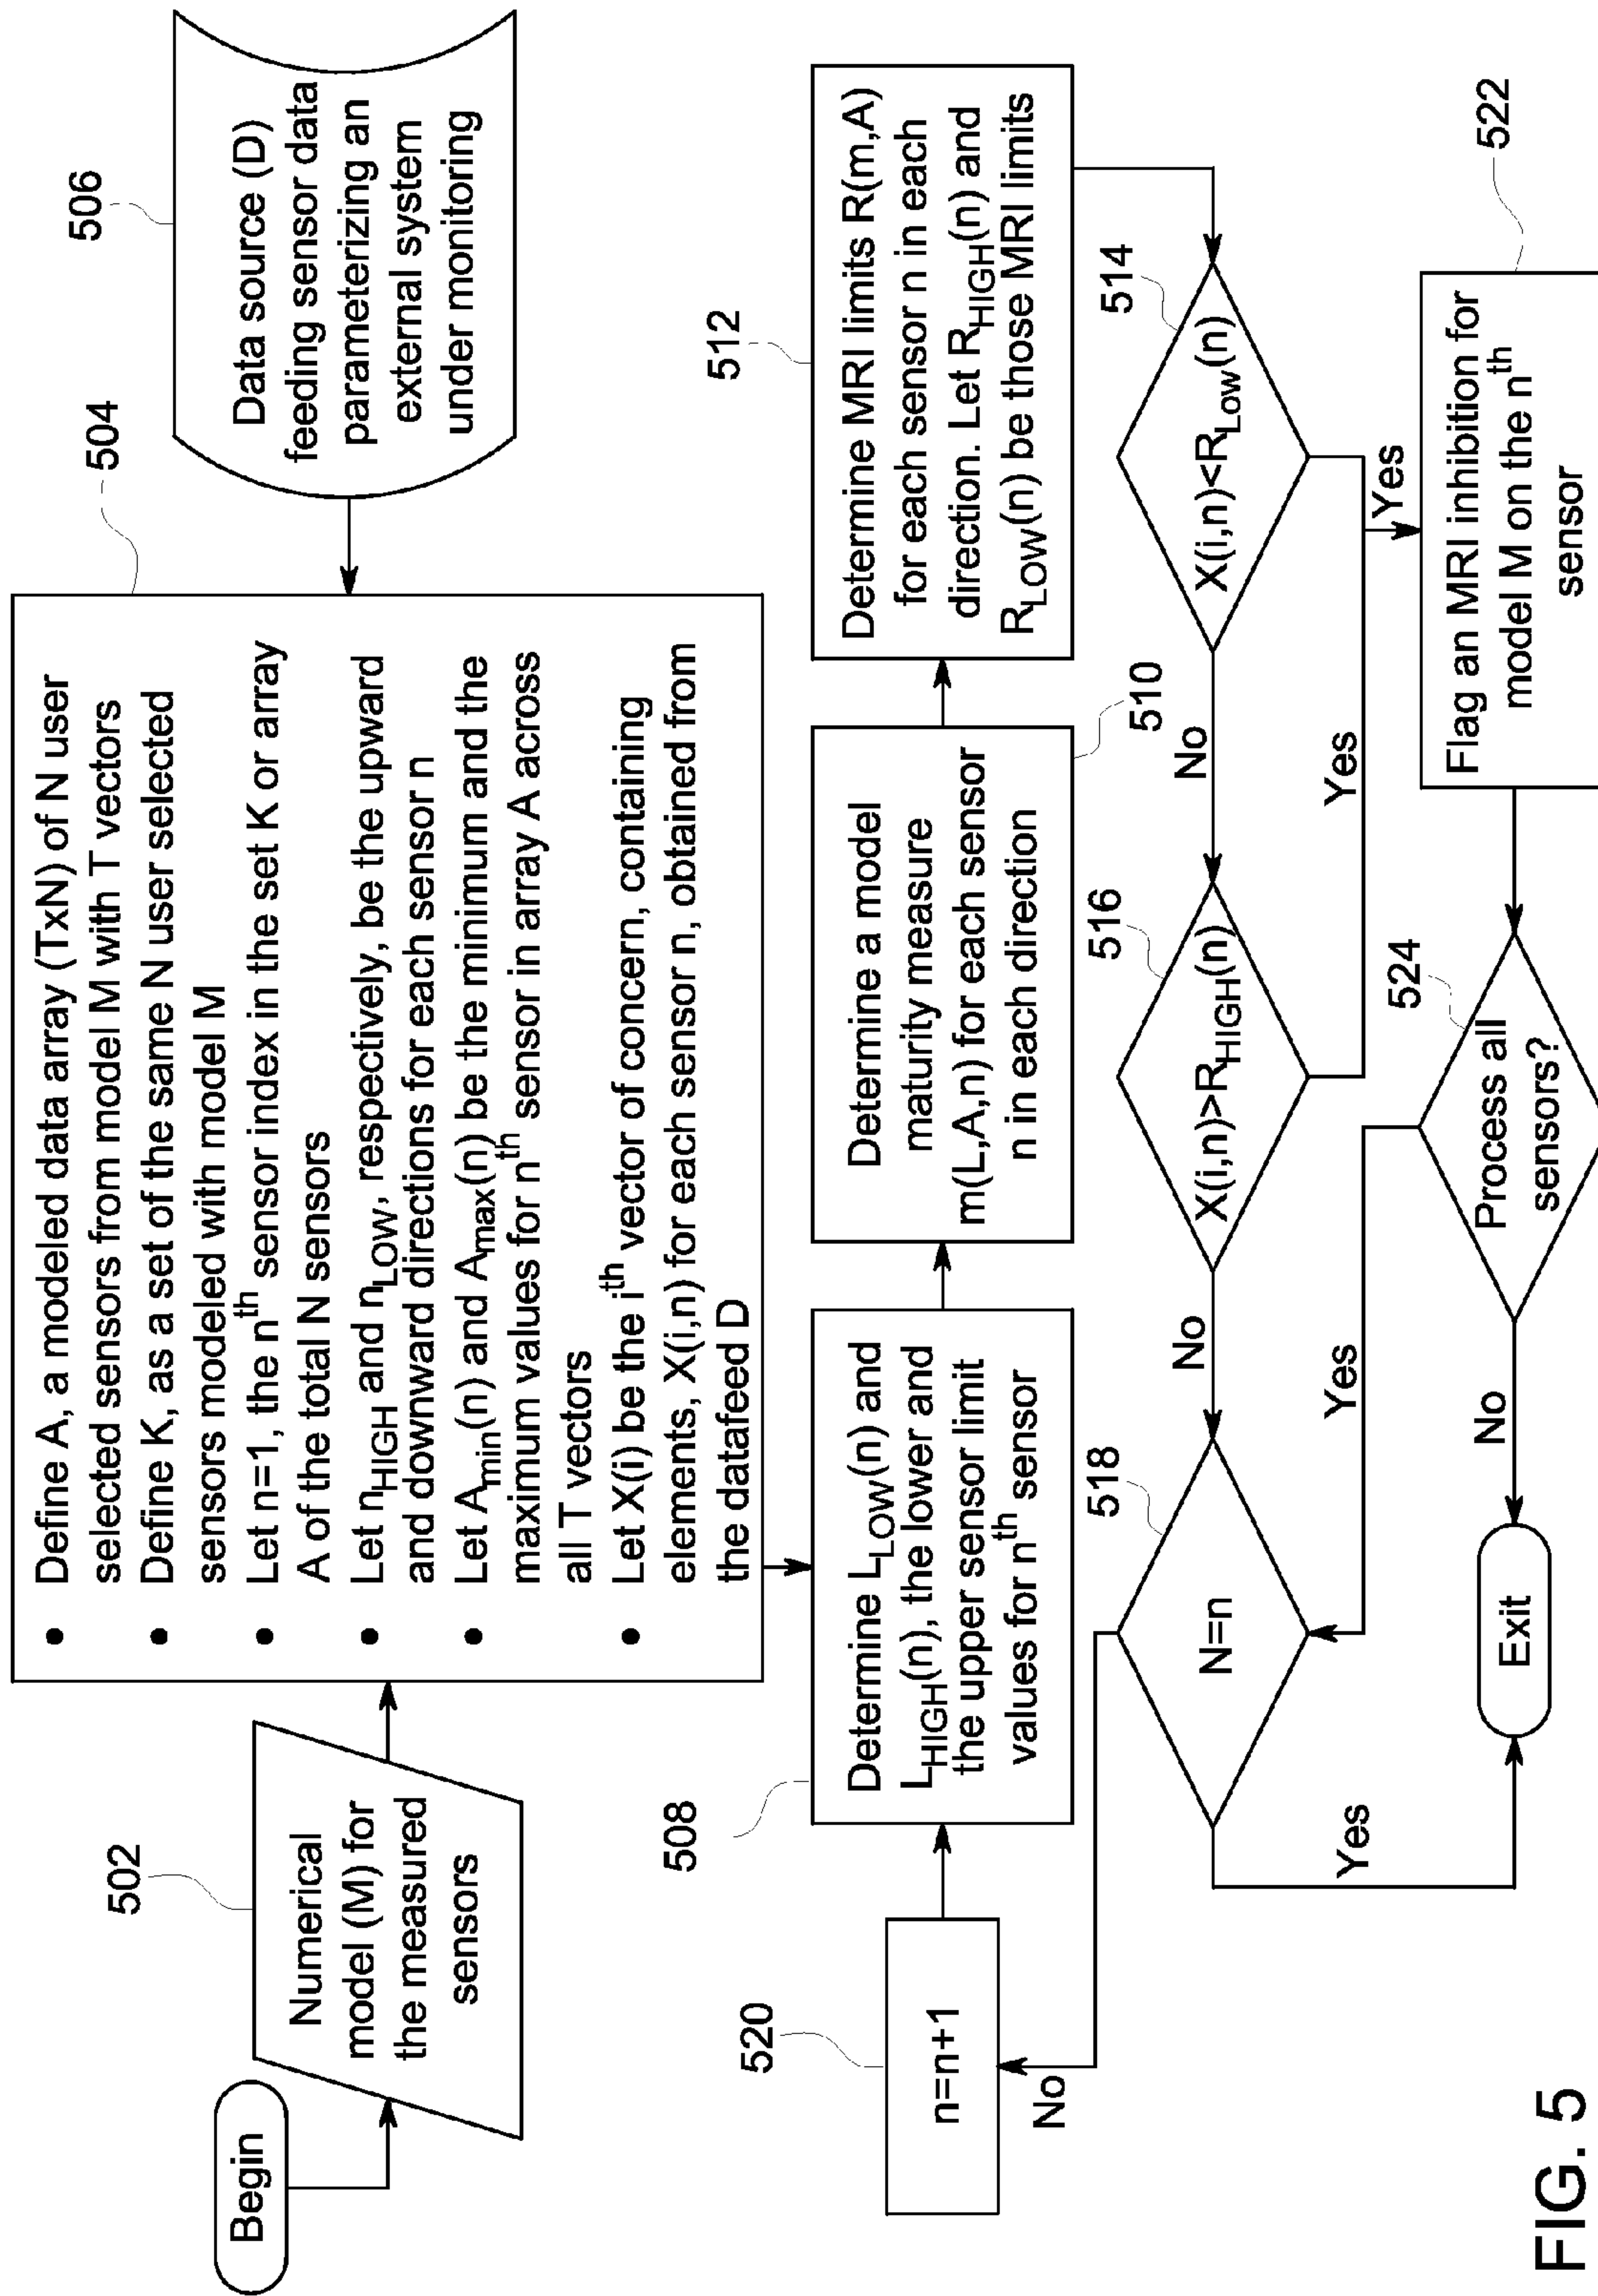 Begin
502
Numerical
model (M) for
the measured
sensors
504
• Define A, a modeled data array (TxN) of N user
selected sensors from model M with T vectors
• Define K, as a set of the same N user selected
sensors modeled with model M
• Let n=1, the nth sensor index in the set K or array
A of the total N sensors
• Let nHIGH and nLOW, respectively, be the upward
and downward directions for each sensor n
• Let Amin(n) and Amax(n) be the minimum and the
maximum values for nth sensor in array A across
all T vectors
• Let X(i) be the ith vector of concern, containing
elements, X(i,n) for each sensor n, obtained from
the datafeed D
506
Data source (D)
feeding sensor data
parameterizing an
external system
under monitoring
520
n=n+1
508
Determine LLOW(n) and
LHIGH(n), the lower and
the upper sensor limit
values for nth sensor
510
Determine a model
maturity measure
m(L,A,n) for each sensor
n in each direction
512
Determine MRI limits R(m,A)
for each sensor n in each
direction. Let RHIGH(n) and
RLOW(n) be those MRI limits
No
518
N=n
No
516
X(i,n)>RHIGH(n)
No
514
X(i,n)<RLow(n)
Yes
Yes
Yes
Yes
Exit
No
524
Process all
sensors?
522
Flag an MRI inhibition for
model M on the nth
sensor
FIG. 5